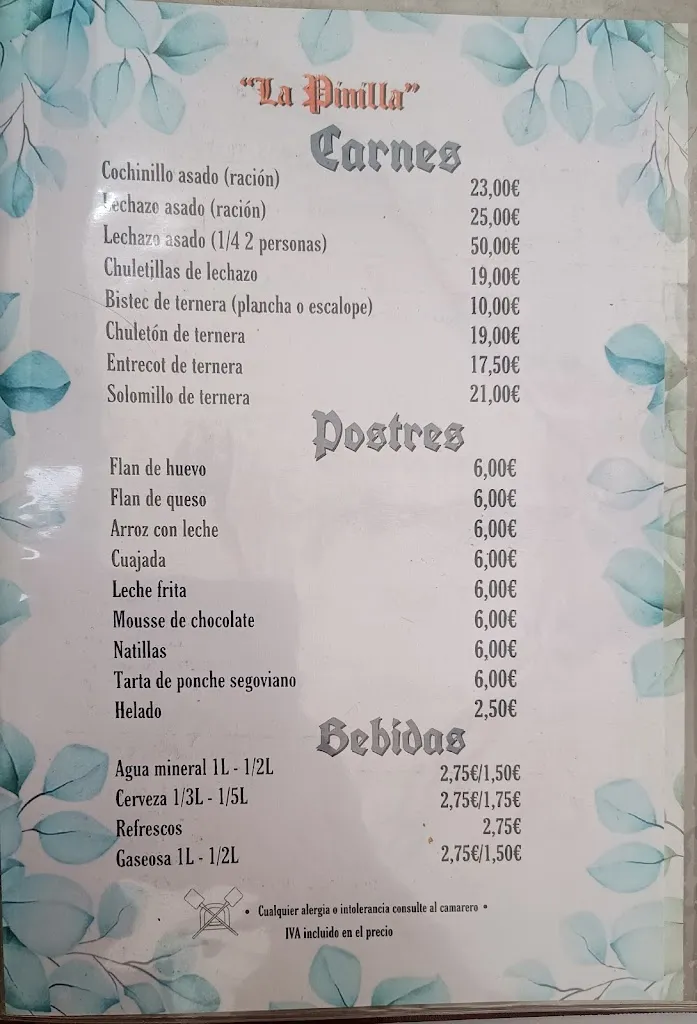 “La Pinilla”
Carnes
Cochinillo asado (ración) 23,00€
Lechazo asado (ración) 25,00€
Lechazo asado (1/4 2 personas) 50,00€
Chuletillas de lechazo 19,00€
Bistec de ternera (plancha o escalope) 10,00€
Chuletón de ternera 19,00€
Entrecot de ternera 17,50€
Solomillo de ternera 21,00€
Postres
Flan de huevo 6,00€
Flan de queso 6,00€
Arroz con leche 6,00€
Cuajada 6,00€
Leche frita 6,00€
Mousse de chocolate 6,00€
Natillas 6,00€
Tarta de ponche segoviano 6,00€
Helado 2,50€
Bebidas
Agua mineral 1L - 1/2L 2,75€/1,50€
Cerveza 1/3L - 1/5L 2,75€/1,75€
Refrescos 2,75€
Gaseosa 1L - 1/2L 2,75€/1,50€
• Cualquier alergia o intolerancia consulte al camarero •
IVA incluido en el precio